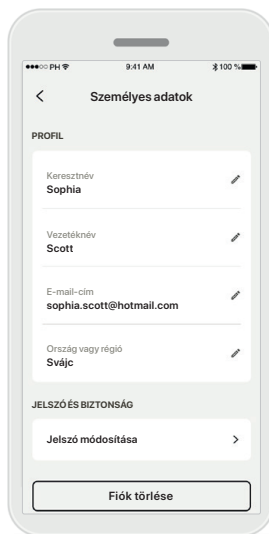 ●●●○○ PH 9:41 AM 100 %
Személyes adatok
PROFIL
Keresztnév
Sophia
Vezetéknév
Scott
E-mail-cím
sophia.scott@hotmail.com
Ország vagy régió
Svájc
JELSZÓ ÉS BIZTONSÁG
Jelszó módosítása
Fiók törlése